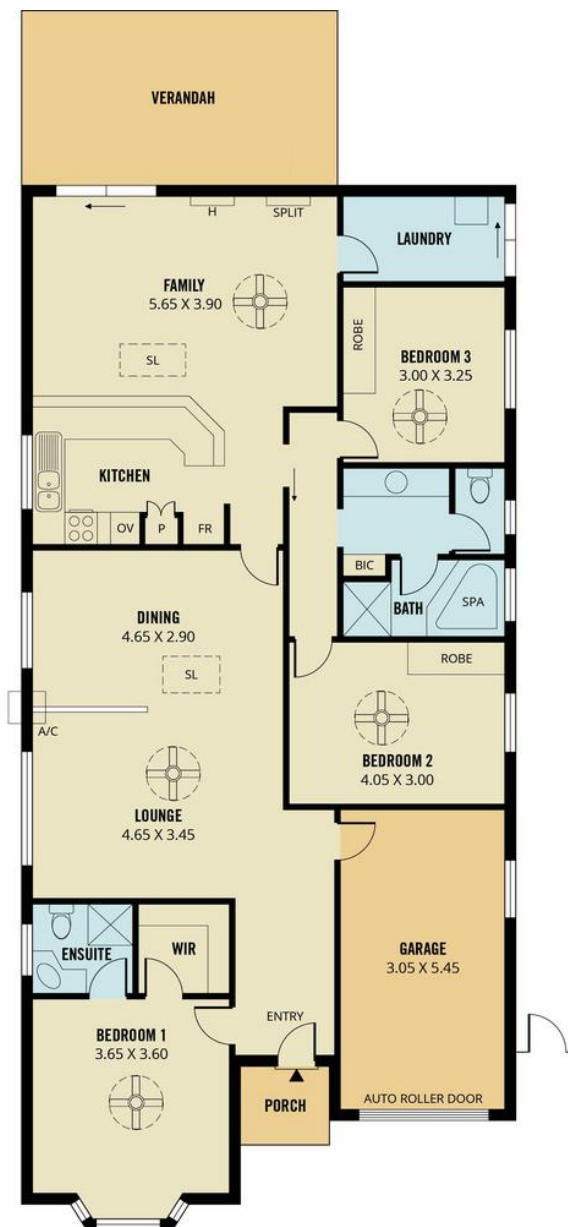 VERANDAH
H
SPLIT
LAUNDRY
FAMILY
5.65 X 3.90
SL
ROBE
BEDROOM 3
3.00 X 3.25
KITCHEN
OV
P
FR
BIC
BATH
SPA
DINING
4.65 X 2.90
SL
ROBE
A/C
BEDROOM 2
4.05 X 3.00
LOUNGE
4.65 X 3.45
ENSUITE
WIR
GARAGE
3.05 X 5.45
ENTRY
BEDROOM 1
3.65 X 3.60
PORCH
AUTO ROLLER DOOR